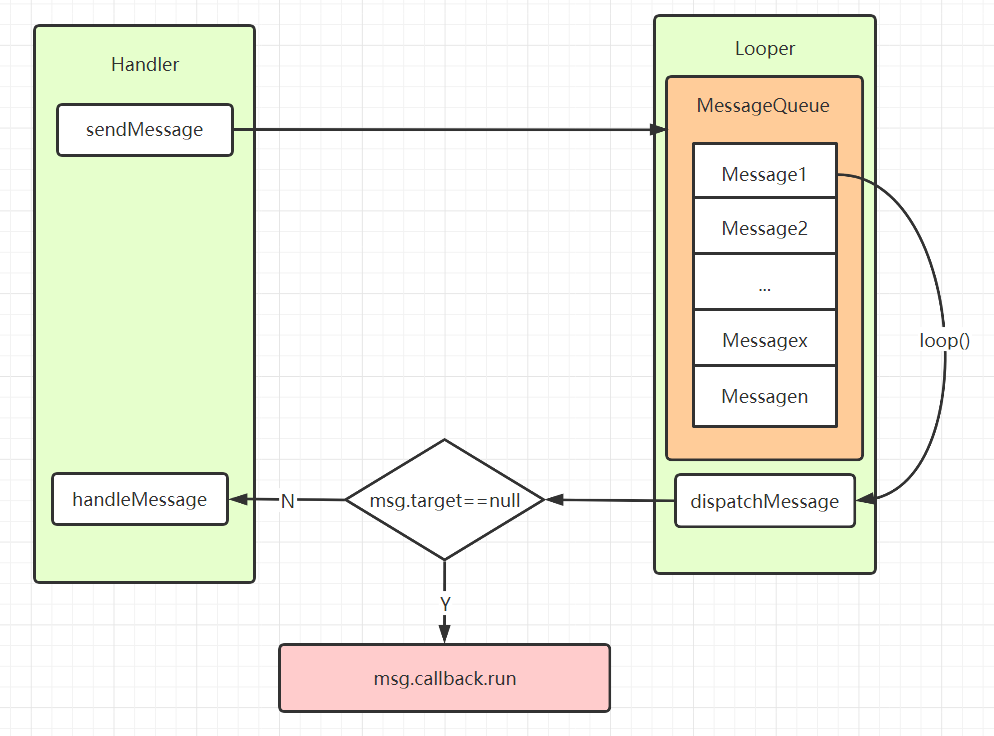 Handler
sendMessage
Looper
MessageQueue
Message1
Message2
...
Messagex
Messagen
loop()
dispatchMessage
msg.target==null
N
handleMessage
Y
msg.callback.run